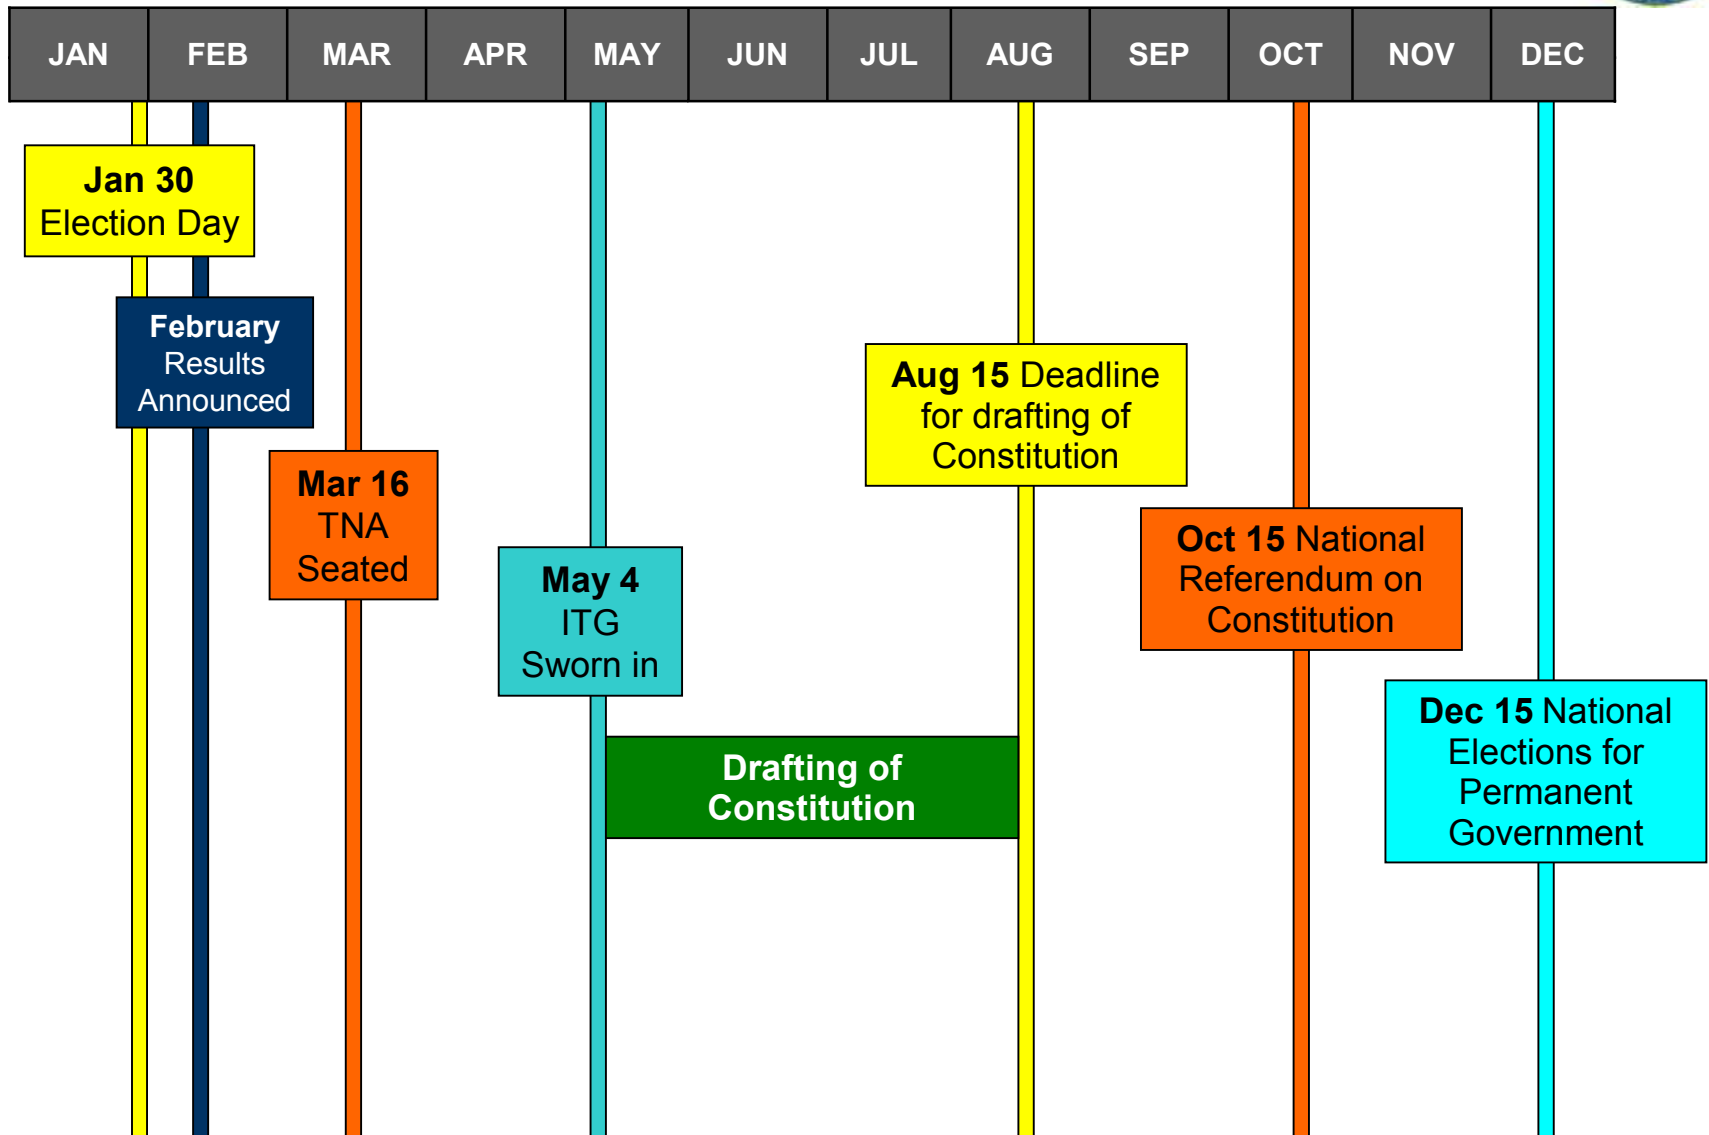 JAN FEB MAR APR MAY JUN JUL AUG SEP OCT NOV DEC
Jan 30
Election Day
February
Results
Announced
Mar 16
TNA
Seated
May 4
ITG
Sworn in
Drafting of
Constitution
Aug 15 Deadline
for drafting of
Constitution
Oct 15 National
Referendum on
Constitution
Dec 15 National
Elections for
Permanent
Government